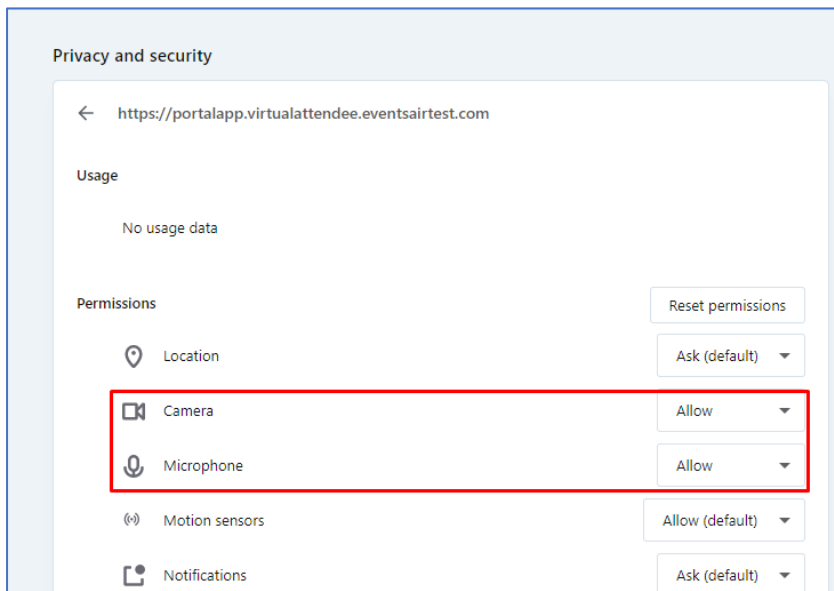 Privacy and security
https://portalapp.virtualattendee.eventsairtest.com
Usage
No usage data
Permissions
Reset permissions
Location
Ask (default)
Camera
Allow
Microphone
Allow
Motion sensors
Allow (default)
Notifications
Ask (default)